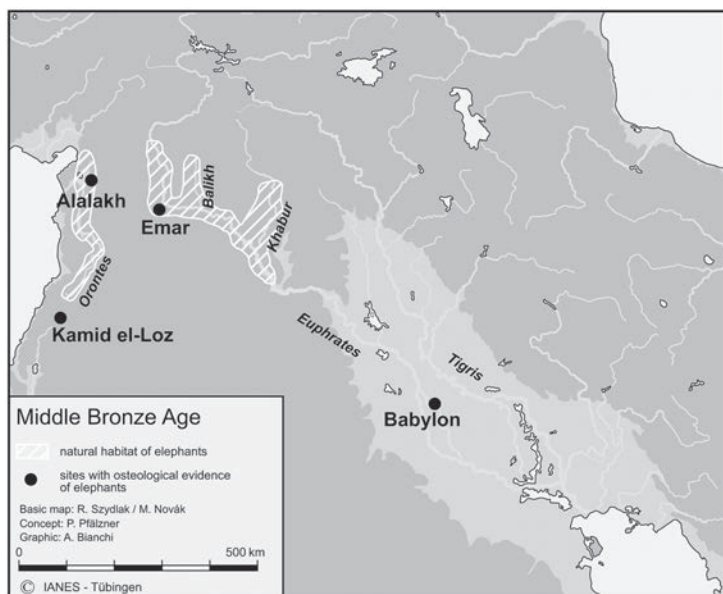 Alalakh
Emar
Balikh
Khabur
Orontes
Kamid el-Loz
Euphrates
Tigris
Babylon
Middle Bronze Age
natural habitat of elephants
sites with osteological evidence
of elephants
Basic map: R. Szydlak / M. Novák
Concept: P. Pfälzner
Graphic: A. Bianchi
0 500 km
© IANES - Tübingen